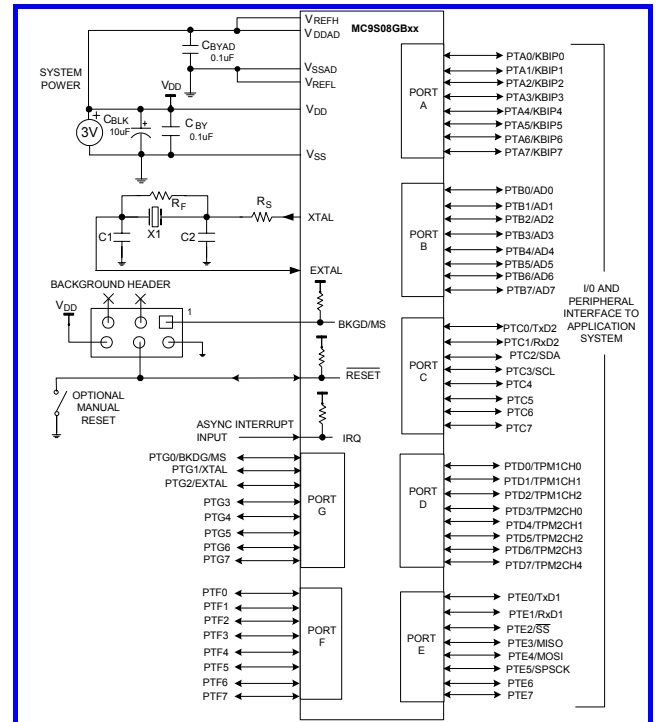 MC9S08GBxx
VREFH
VDDAD
CBYAD
0.1uF
VSSAD
VREFL
SYSTEM
POWER
VDD
VDD
CBLK
10uF
+
+
3V
CBY
0.1uF
VSS
RF
RS
XTAL
C1
X1
C2
EXTAL
BACKGROUND HEADER
VDD
1
BKGD/MS
RESET
OPTIONAL
MANUAL
RESET
ASYNC INTERRUPT
INPUT
IRQ
PTG0/BKDG/MS
PTG1/XTAL
PTG2/EXTAL
PTG3
PTG4
PTG5
PTG6
PTG7
PORT
G
PTF0
PTF1
PTF2
PTF3
PTF4
PTF5
PTF6
PTF7
PORT
F
PORT
A
PTA0/KBIP0
PTA1/KBIP1
PTA2/KBIP2
PTA3/KBIP3
PTA4/KBIP4
PTA5/KBIP5
PTA6/KBIP6
PTA7/KBIP7
PORT
B
PTB0/AD0
PTB1/AD1
PTB2/AD2
PTB3/AD3
PTB4/AD4
PTB5/AD5
PTB6/AD6
PTB7/AD7
PORT
C
PTC0/TxD2
PTC1/RxD2
PTC2/SDA
PTC3/SCL
PTC4
PTC5
PTC6
PTC7
PORT
D
PTD0/TPM1CH0
PTD1/TPM1CH1
PTD2/TPM1CH2
PTD3/TPM2CH0
PTD4/TPM2CH1
PTD5/TPM2CH2
PTD6/TPM2CH3
PTD7/TPM2CH4
PORT
E
PTE0/TxD1
PTE1/RxD1
PTE2/SS
PTE3/MISO
PTE4/MOSI
PTE5/SPSCK
PTE6
PTE7
I/0 AND
PERIPHERAL
INTERFACE TO
APPLICATION
SYSTEM